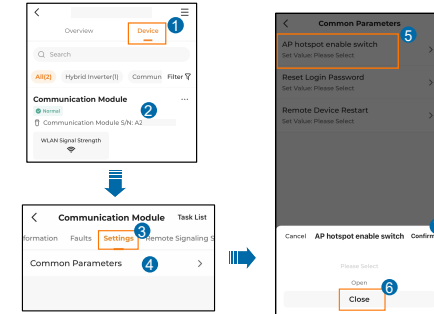 1
Overview Device
Search
All(2) Hybrid Inverter(1) Commun Filter
Communication Module ...
Normal
2
Communication Module S/N: A2
WLAN Signal Strength
Communication Module Task List
3
formation Faults Settings Remote Signaling S
Common Parameters 4
Common Parameters
5
AP hotspot enable switch
Set Value: Please Select
Reset Login Password
Set Value: Please Select
Remote Device Restart
Set Value: Please Select
Cancel AP hotspot enable switch Confirm
Please Select
Open
6
Close